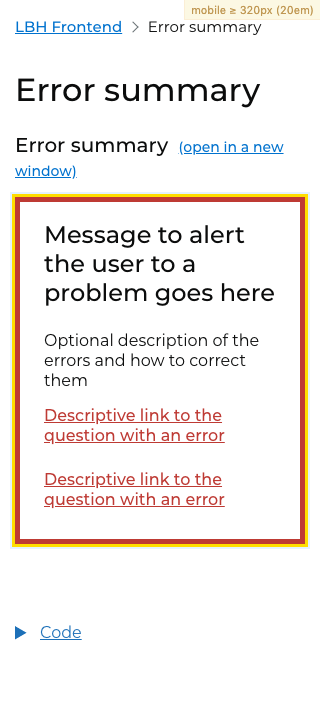 mobile ≥ 320px (20em)
LBH Frontend > Error summary
Error summary
Error summary (open in a new
window)
Message to alert
the user to a
problem goes here
Optional description of the
errors and how to correct
them
Descriptive link to the
question with an error
Descriptive link to the
question with an error
Code